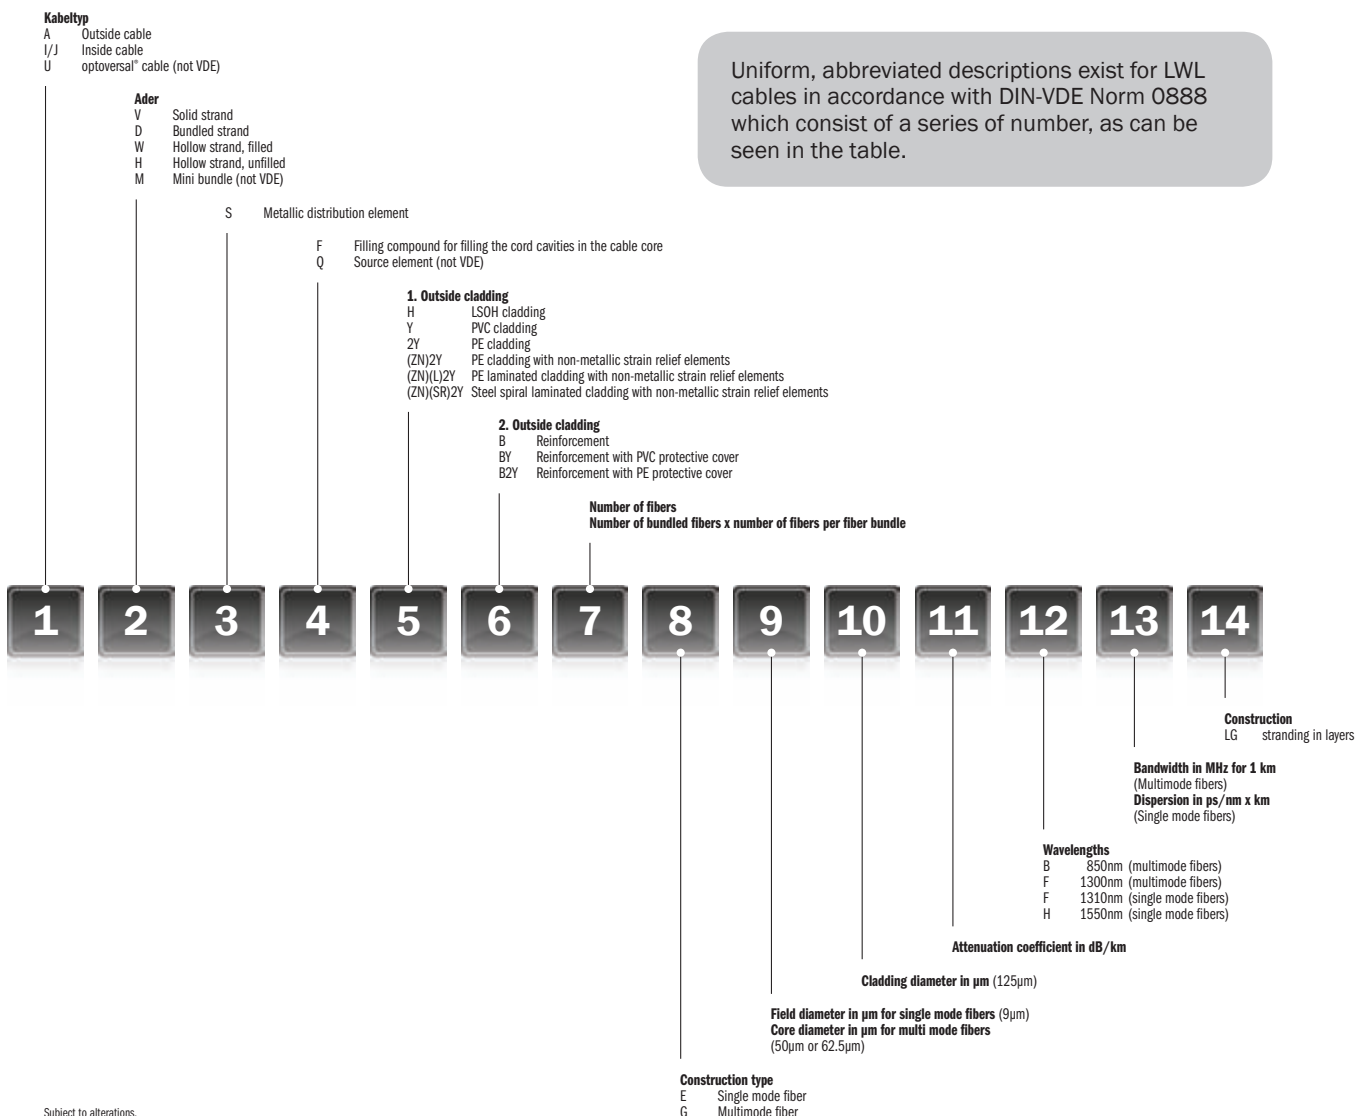 Kabeltyp
A Outside cable
I/J Inside cable
U optoversal® cable (not VDE)
Uniform, abbreviated descriptions exist for LWL
cables in accordance with DIN-VDE Norm 0888
which consist of a series of number, as can be
seen in the table.
Ader
V Solid strand
D Bundled strand
W Hollow strand, filled
H Hollow strand, unfilled
M Mini bundle (not VDE)
S Metallic distribution element
F Filling compound for filling the cord cavities in the cable core
Q Source element (not VDE)
1. Outside cladding
H LSOH cladding
Y PVC cladding
2Y PE cladding
(ZN)2Y PE cladding with non-metallic strain relief elements
(ZN)(L)2Y PE laminated cladding with non-metallic strain relief elements
(ZN)(SR)2Y Steel spiral laminated cladding with non-metallic strain relief elements
2. Outside cladding
B Reinforcement
BY Reinforcement with PVC protective cover
B2Y Reinforcement with PE protective cover
Number of fibers
Number of bundled fibers x number of fibers per fiber bundle
1 2 3 4 5 6 7 8 9 10 11 12 13 14
Construction
LG stranding in layers
Bandwidth in MHz for 1 km
(Multimode fibers)
Dispersion in ps/nm x km
(Single mode fibers)
Wavelengths
B 850nm (multimode fibers)
F 1300nm (multimode fibers)
F 1310nm (single mode fibers)
H 1550nm (single mode fibers)
Attenuation coefficient in dB/km
Cladding diameter in µm (125µm)
Field diameter in µm for single mode fibers (9µm)
Core diameter in µm for multi mode fibers
(50µm or 62.5µm)
Construction type
E Single mode fiber
G Multimode fiber
Subject to alterations.